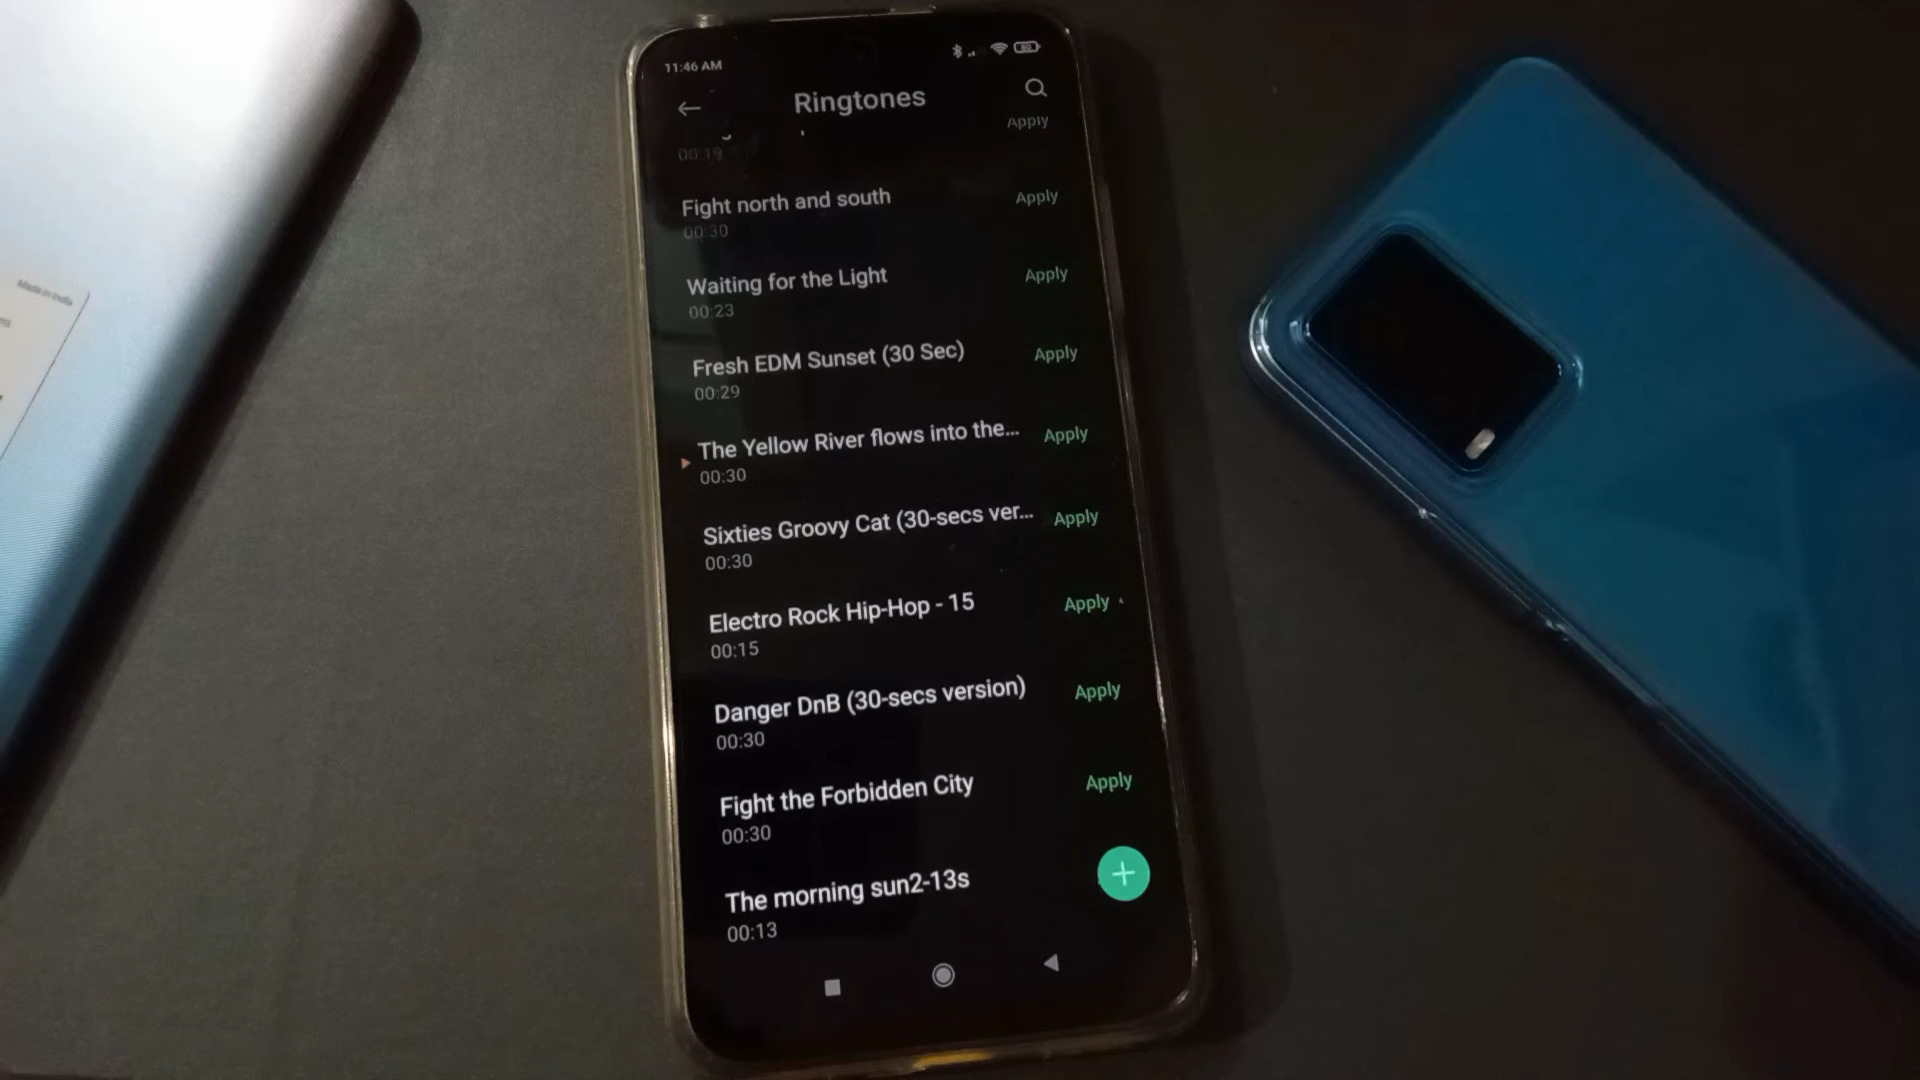 Made in India
11:46 AM
80
Ringtones
Apply
00:19
Fight north and south
Apply
00:30
Waiting for the Light
Apply
00:23
Fresh EDM Sunset (30 Sec)
Apply
00:29
The Yellow River flows into the...
Apply
00:30
Sixties Groovy Cat (30-secs ver...
Apply
00:30
Electro Rock Hip-Hop - 15
Apply
00:15
Danger DnB (30-secs version)
Apply
00:30
Fight the Forbidden City
Apply
00:30
The morning sun2-13s
00:13